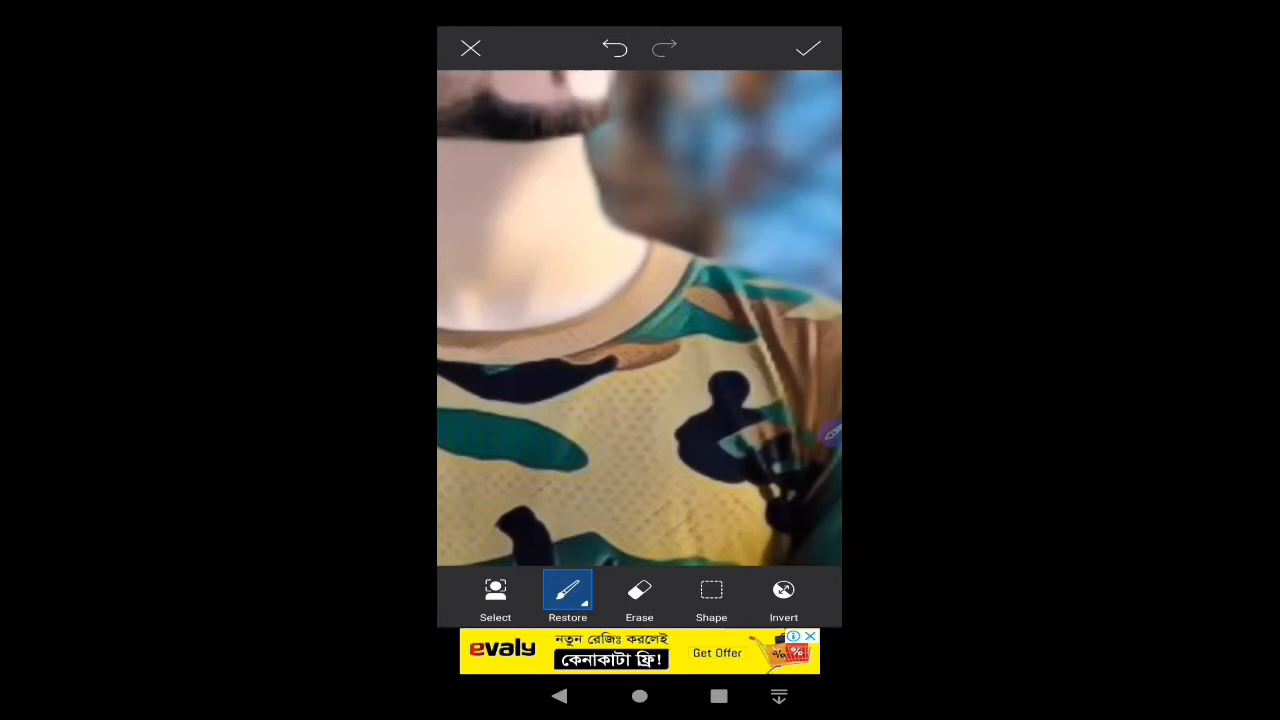 Select Restore Erase Shape Invert
evaly
নতুন রেজিঃ করলেই
কেনাকাটা ফ্রি!
Get Offer
%
%